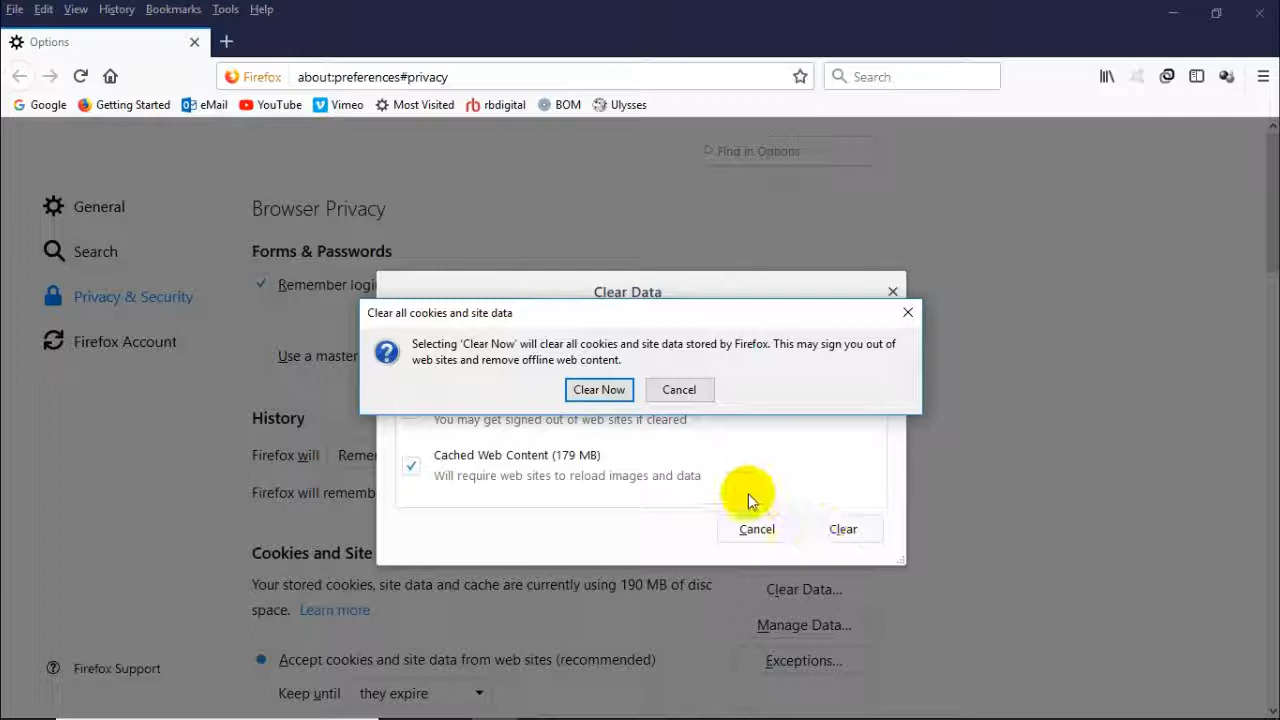 File Edit View History Bookmarks Tools Help
Options
Firefox about:preferences#privacy Search
Google Getting Started eMail YouTube Vimeo Most Visited rbdigital BOM Ulysses
Find in Options
General
Search
Privacy & Security
Firefox Account
Firefox Support
Browser Privacy
Forms & Passwords
Remember logi
Use a master
History
Firefox will Reme
Firefox will rememb
Cookies and Site
Your stored cookies, site data and cache are currently using 190 MB of disc
space. Learn more
Accept cookies and site data from web sites (recommended)
Keep until they expire
Clear Data...
Manage Data...
Exceptions...
Clear Data
Clear all cookies and site data
Selecting 'Clear Now' will clear all cookies and site data stored by Firefox. This may sign you out of
web sites and remove offline web content.
Clear Now Cancel
You may get signed out of web sites if cleared
Cached Web Content (179 MB)
Will require web sites to reload images and data
Cancel Clear